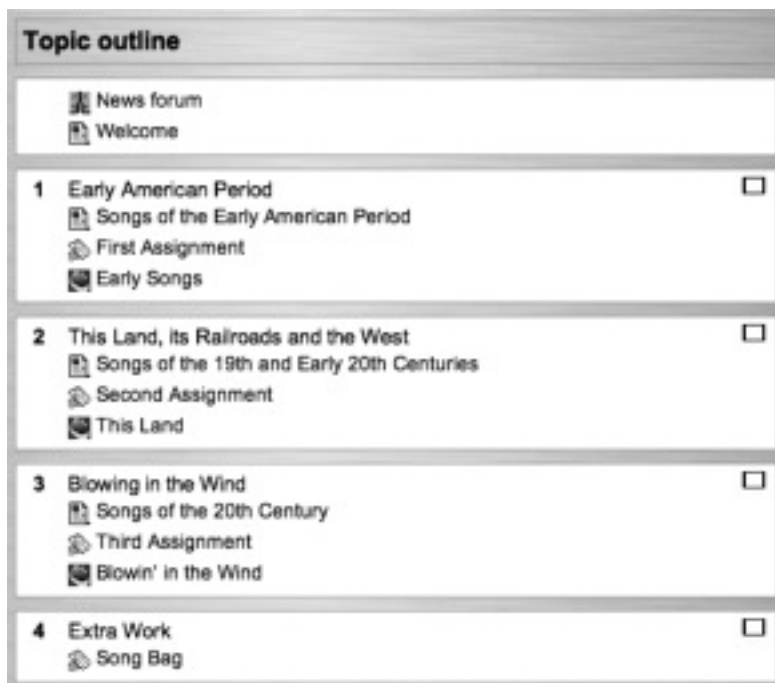 Topic outline
News forum
Welcome
1 Early American Period
Songs of the Early American Period
First Assignment
Early Songs
2 This Land, its Railroads and the West
Songs of the 19th and Early 20th Centuries
Second Assignment
This Land
3 Blowing in the Wind
Songs of the 20th Century
Third Assignment
Blowin' in the Wind
4 Extra Work
Song Bag